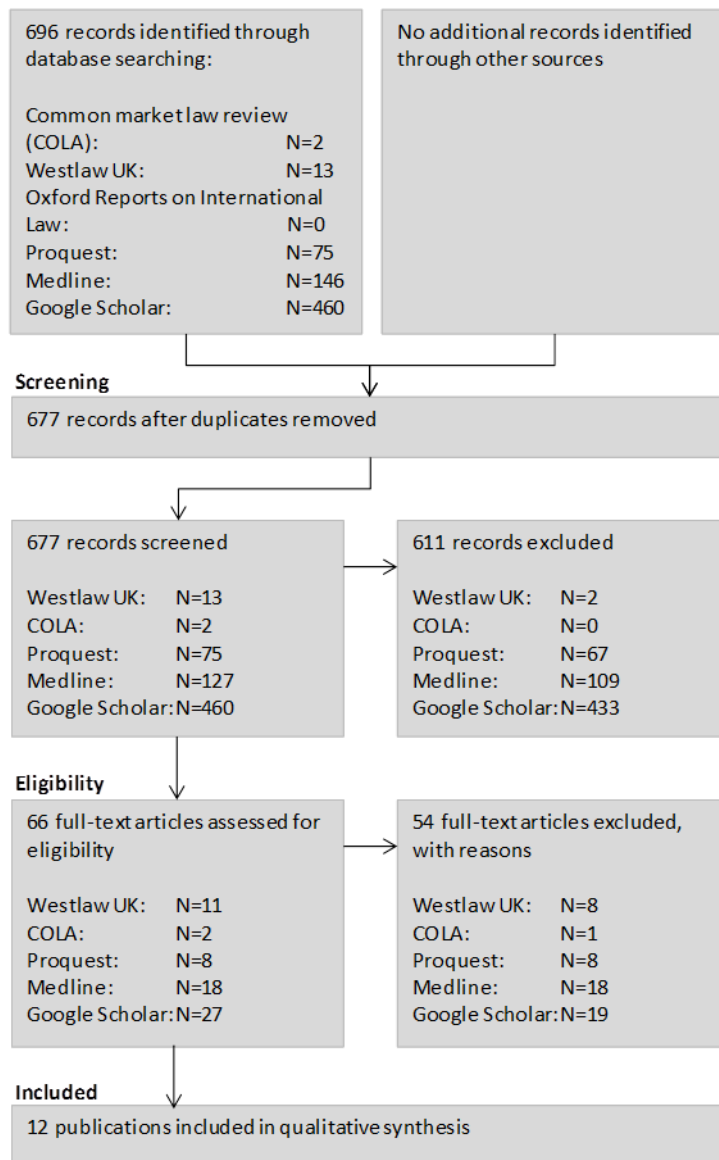 696 records identified through
database searching:
Common market law review
(COLA): N=2
Westlaw UK: N=13
Oxford Reports on International
Law: N=0
Proquest: N=75
Medline: N=146
Google Scholar: N=460
No additional records identified
through other sources
Screening
677 records after duplicates removed
677 records screened
Westlaw UK: N=13
COLA: N=2
Proquest: N=75
Medline: N=127
Google Scholar: N=460
611 records excluded
Westlaw UK: N=2
COLA: N=0
Proquest: N=67
Medline: N=109
Google Scholar: N=433
Eligibility
66 full-text articles assessed for
eligibility
Westlaw UK: N=11
COLA: N=2
Proquest: N=8
Medline: N=18
Google Scholar: N=27
54 full-text articles excluded,
with reasons
Westlaw UK: N=8
COLA: N=1
Proquest: N=8
Medline: N=18
Google Scholar: N=19
Included
12 publications included in qualitative synthesis